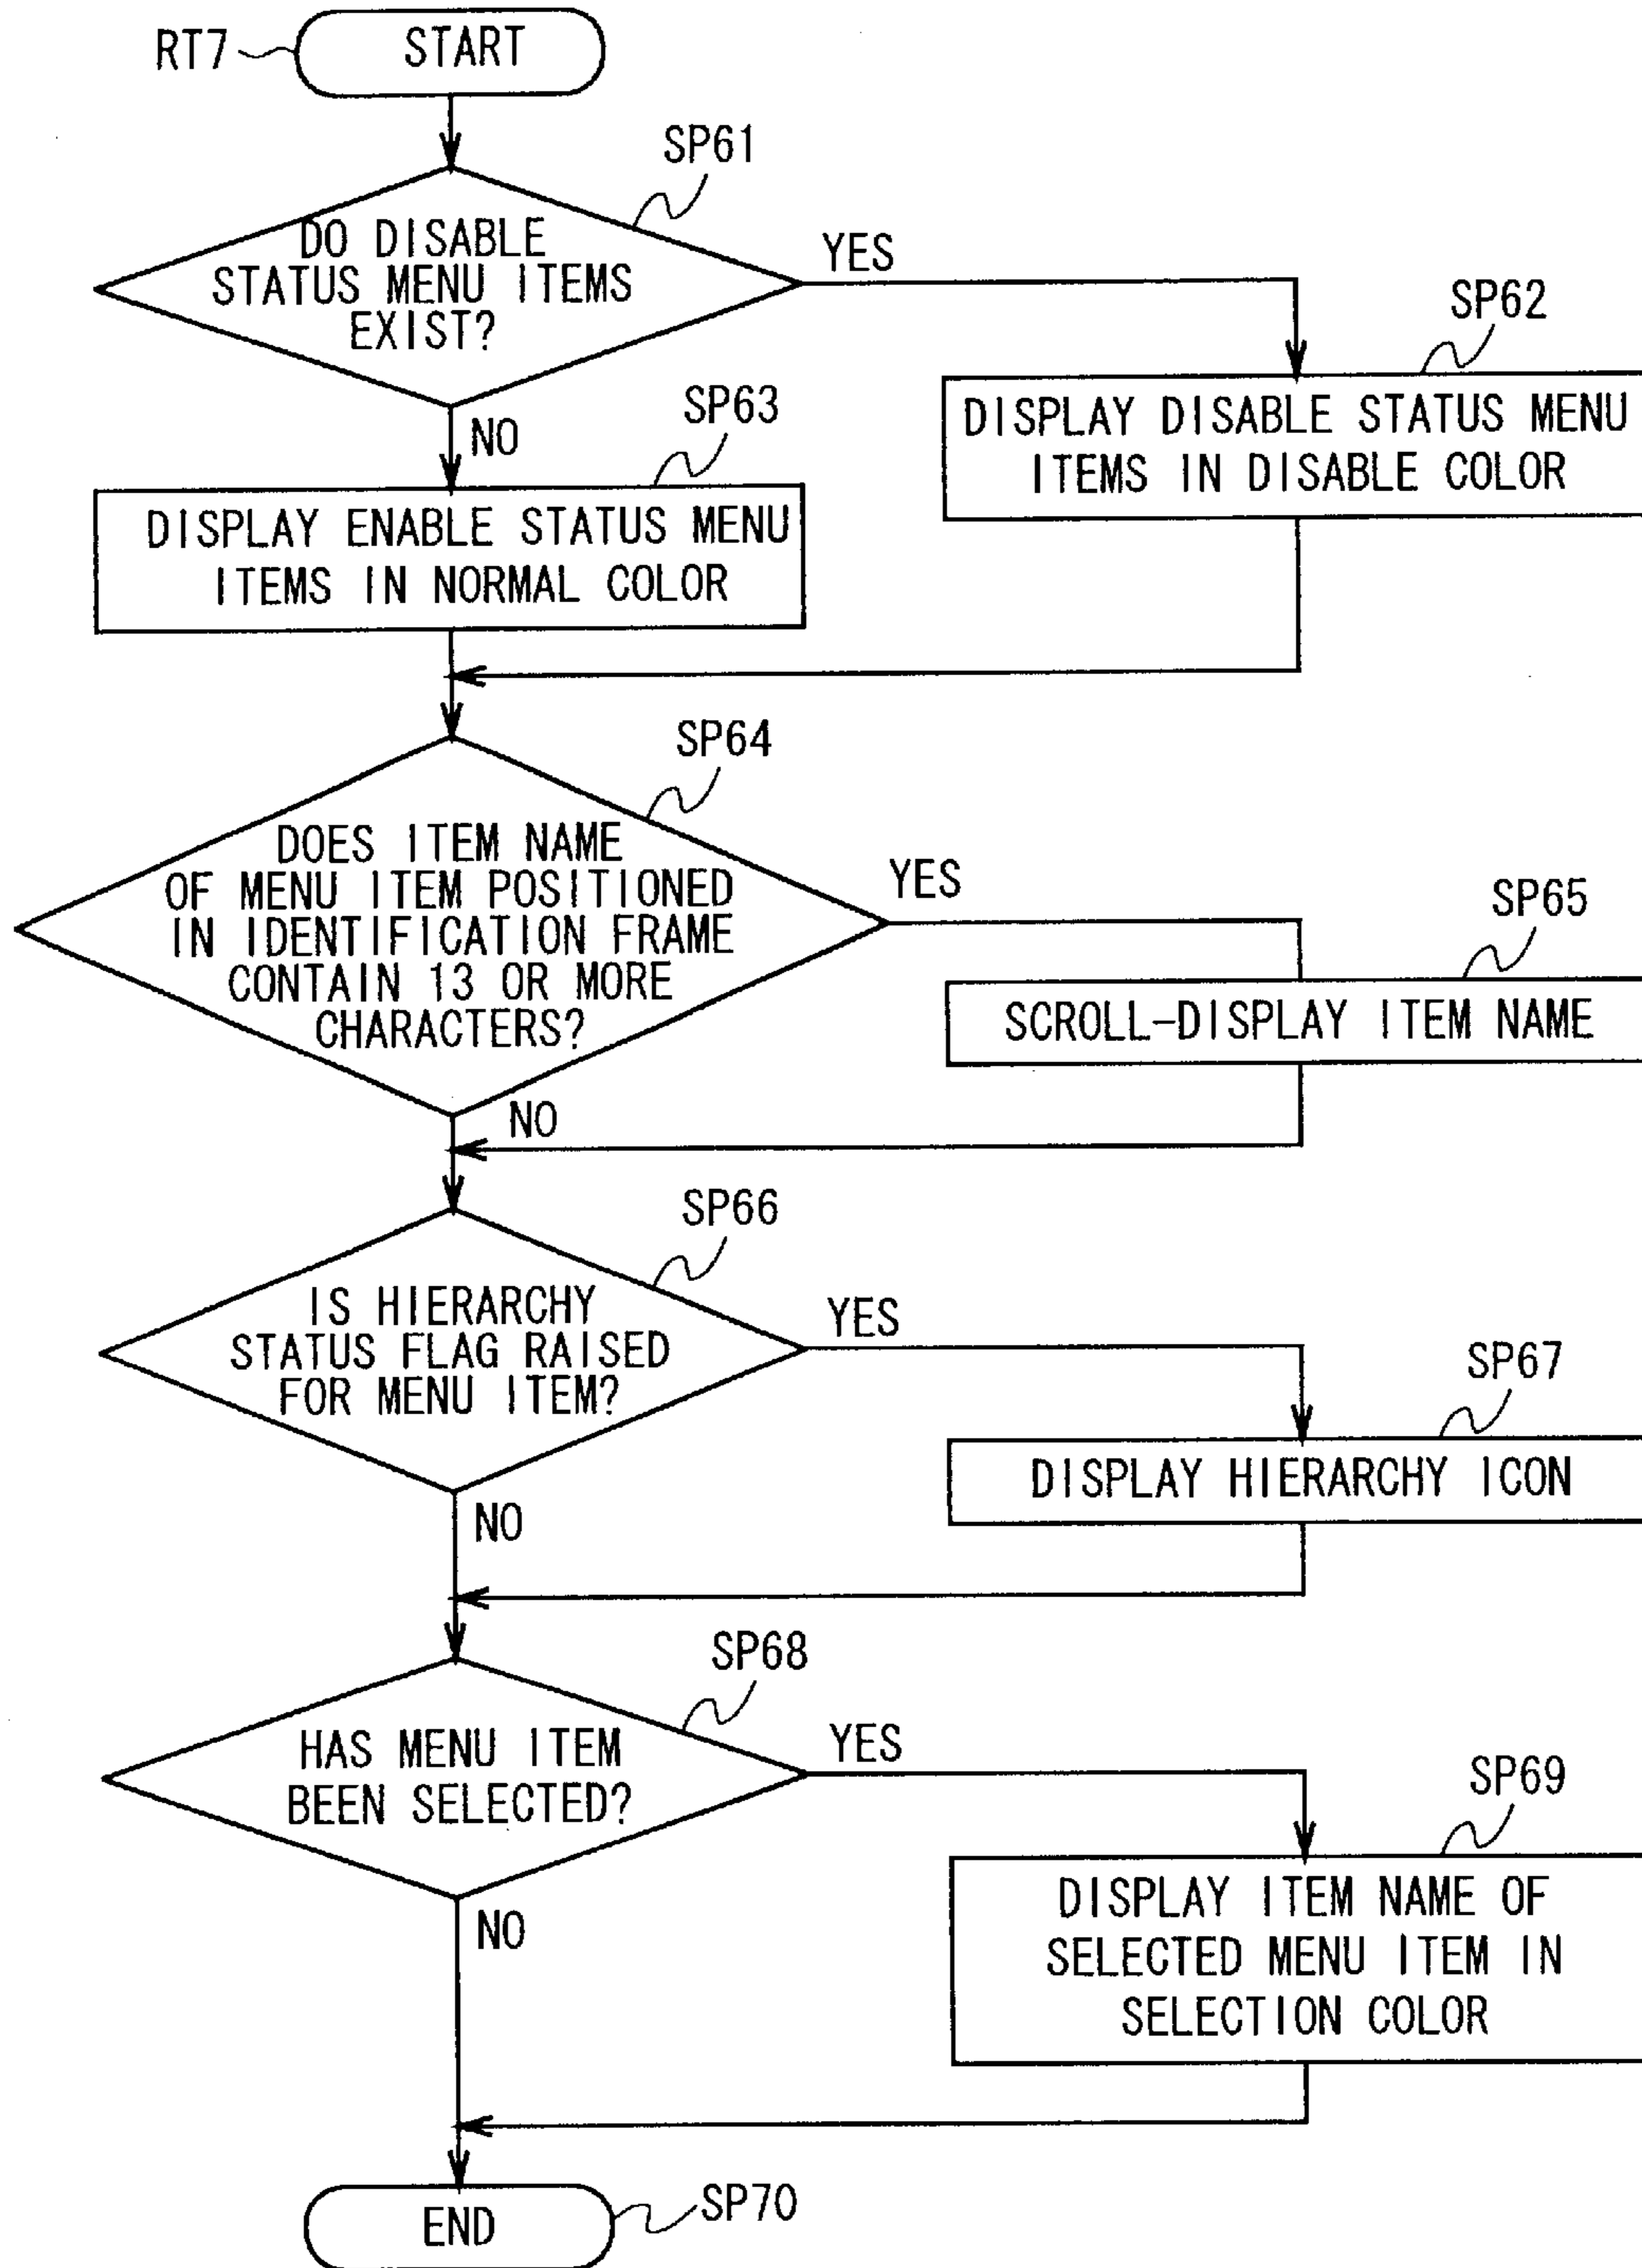 RT7
START
SP61
DO DISABLE
STATUS MENU ITEMS
EXIST?
YES
NO
SP62
DISPLAY DISABLE STATUS MENU
ITEMS IN DISABLE COLOR
SP63
DISPLAY ENABLE STATUS MENU
ITEMS IN NORMAL COLOR
SP64
DOES ITEM NAME
OF MENU ITEM POSITIONED
IN IDENTIFICATION FRAME
CONTAIN 13 OR MORE
CHARACTERS?
YES
NO
SP65
SCROLL-DISPLAY ITEM NAME
SP66
IS HIERARCHY
STATUS FLAG RAISED
FOR MENU ITEM?
YES
NO
SP67
DISPLAY HIERARCHY ICON
SP68
HAS MENU ITEM
BEEN SELECTED?
YES
NO
SP69
DISPLAY ITEM NAME OF
SELECTED MENU ITEM IN
SELECTION COLOR
END
SP70